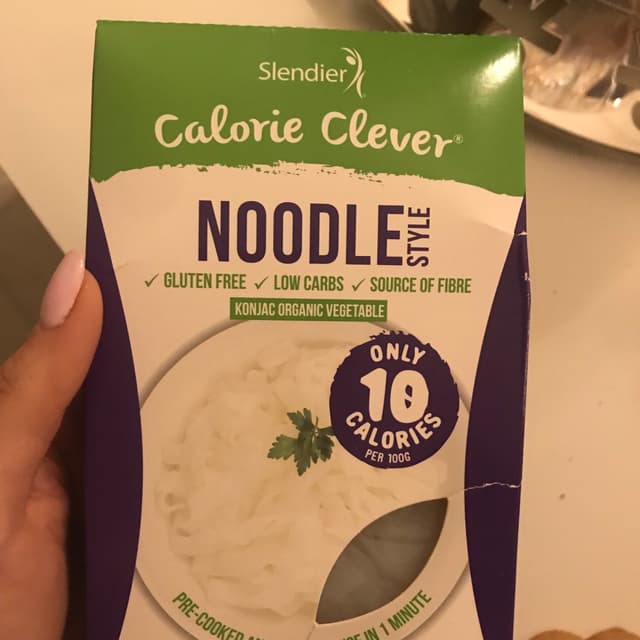 Slendier
Calorie Clever®
NOODLE STYLE
✓ GLUTEN FREE ✓ LOW CARBS ✓ SOURCE OF FIBRE
KONJAC ORGANIC VEGETABLE
ONLY
10
CALORIES
PER 100G
PRE-COOKED
IN 1 MINUTE